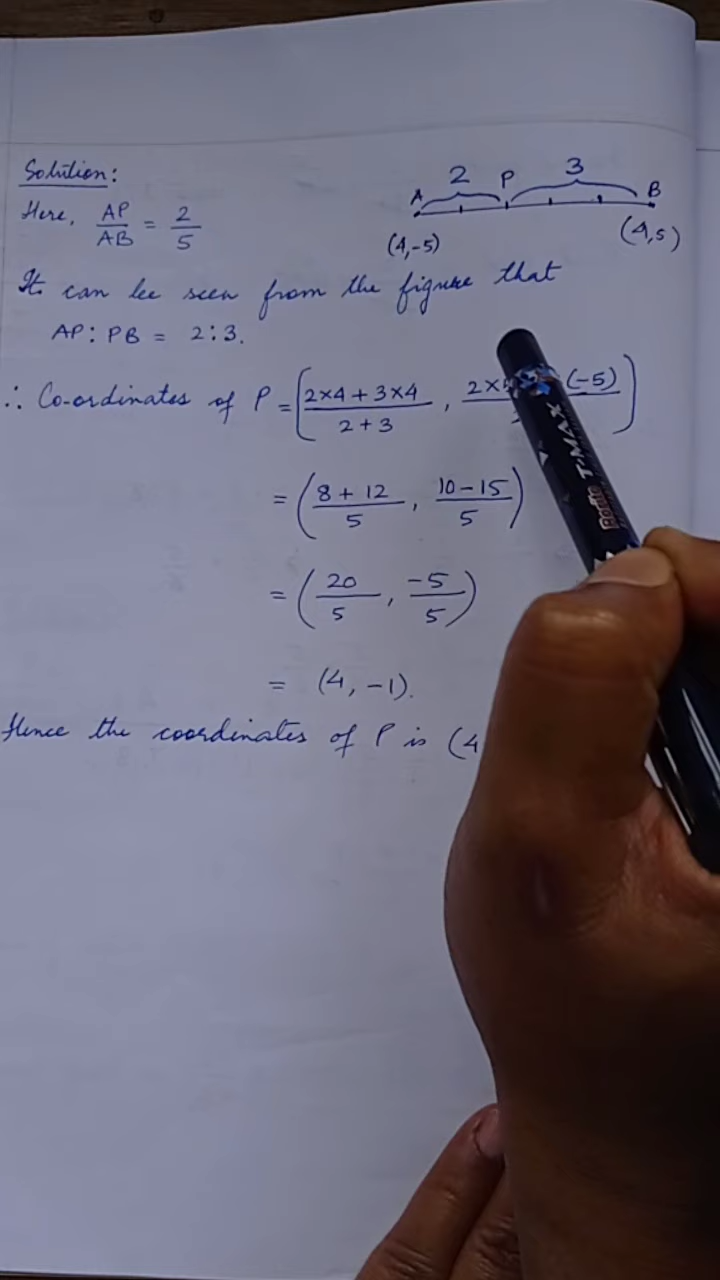 Solution:
Here, AP/AB = 2/5
A 2 P 3 B
(4,-5) (4,5)
It can be seen from the figure that
AP : PB = 2 : 3.
∴ Co-ordinates of P = (2×4 + 3×4 / 2 + 3 , 2× (-5))
= (8 + 12 / 5 , 10 - 15 / 5)
= (20 / 5 , -5 / 5)
= (4, -1).
Hence the coordinates of P is (4
T-MAX